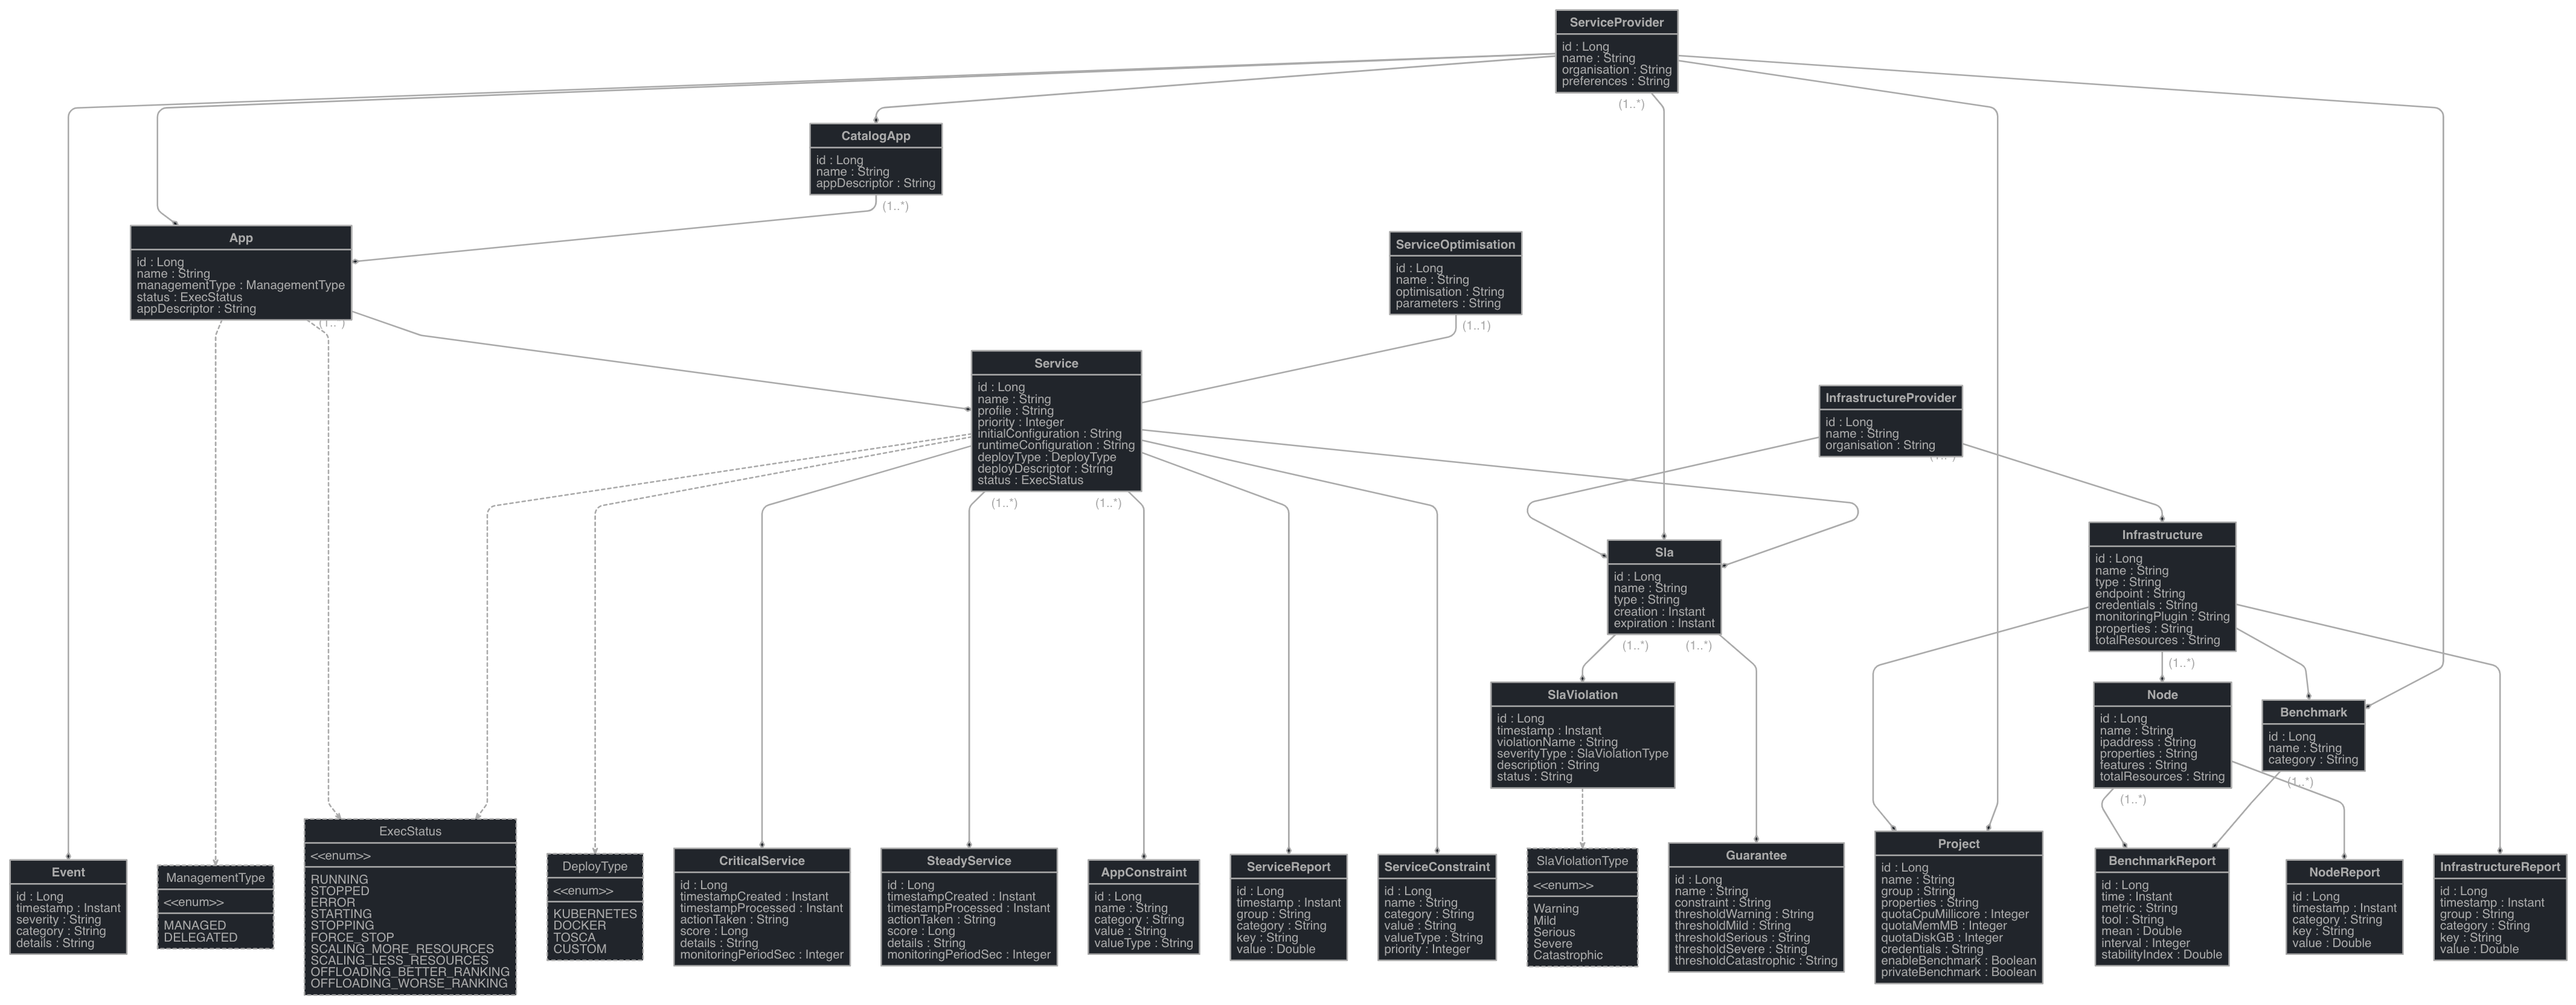 ServiceProvider
id : Long
name : String
organisation : String
preferences : String
(1..*)
CatalogApp
id : Long
name : String
appDescriptor : String
(1..*)
App
id : Long
name : String
managementType : ManagementType
status : ExecStatus
appDescriptor : String
ServiceOptimisation
id : Long
name : String
optimisation : String
parameters : String
(1..1)
Service
id : Long
name : String
profile : String
priority : Integer
initialConfiguration : String
runtimeConfiguration : String
deployType : DeployType
deployDescriptor : String
status : ExecStatus
(1..*)
(1..*)
InfrastructureProvider
id : Long
name : String
organisation : String
Sla
id : Long
name : String
type : String
creation : Instant
expiration : Instant
(1..*)
(1..*)
Infrastructure
id : Long
name : String
type : String
endpoint : String
credentials : String
monitoringPlugin : String
properties : String
totalResources : String
(1..*)
SlaViolation
id : Long
timestamp : Instant
violationName : String
severityType : SlaViolationType
description : String
status : String
Node
id : Long
name : String
ipaddress : String
properties : String
features : String
totalResources : String
(1..*)
Benchmark
id : Long
name : String
category : String
(1..*)
Event
id : Long
timestamp : Instant
severity : String
category : String
details : String
ManagementType
<<enum>>
MANAGED
DELEGATED
ExecStatus
<<enum>>
RUNNING
STOPPED
ERROR
STARTING
STOPPING
FORCE_STOP
SCALING_MORE_RESOURCES
SCALING_LESS_RESOURCES
OFFLOADING_BETTER_RANKING
OFFLOADING_WORSE_RANKING
DeployType
<<enum>>
KUBERNETES
DOCKER
TOSCA
CUSTOM
CriticalService
id : Long
timestampCreated : Instant
timestampProcessed : Instant
actionTaken : String
score : Long
details : String
monitoringPeriodSec : Integer
SteadyService
id : Long
timestampCreated : Instant
timestampProcessed : Instant
actionTaken : String
score : Long
details : String
monitoringPeriodSec : Integer
AppConstraint
id : Long
name : String
category : String
value : String
valueType : String
ServiceReport
id : Long
timestamp : Instant
group : String
category : String
key : String
value : Double
ServiceConstraint
id : Long
name : String
category : String
value : String
valueType : String
priority : Integer
SlaViolationType
<<enum>>
Warning
Mild
Serious
Severe
Catastrophic
Guarantee
id : Long
name : String
constraint : String
thresholdWarning : String
thresholdMild : String
thresholdSerious : String
thresholdSevere : String
thresholdCatastrophic : String
Project
id : Long
name : String
group : String
properties : String
quotaCpuMillicore : Integer
quotaMemMB : Integer
quotaDiskGB : Integer
credentials : String
enableBenchmark : Boolean
privateBenchmark : Boolean
BenchmarkReport
id : Long
time : Instant
metric : String
tool : String
mean : Double
interval : Integer
stabilityIndex : Double
NodeReport
id : Long
timestamp : Instant
category : String
key : String
value : Double
InfrastructureReport
id : Long
timestamp : Instant
group : String
category : String
key : String
value : Double